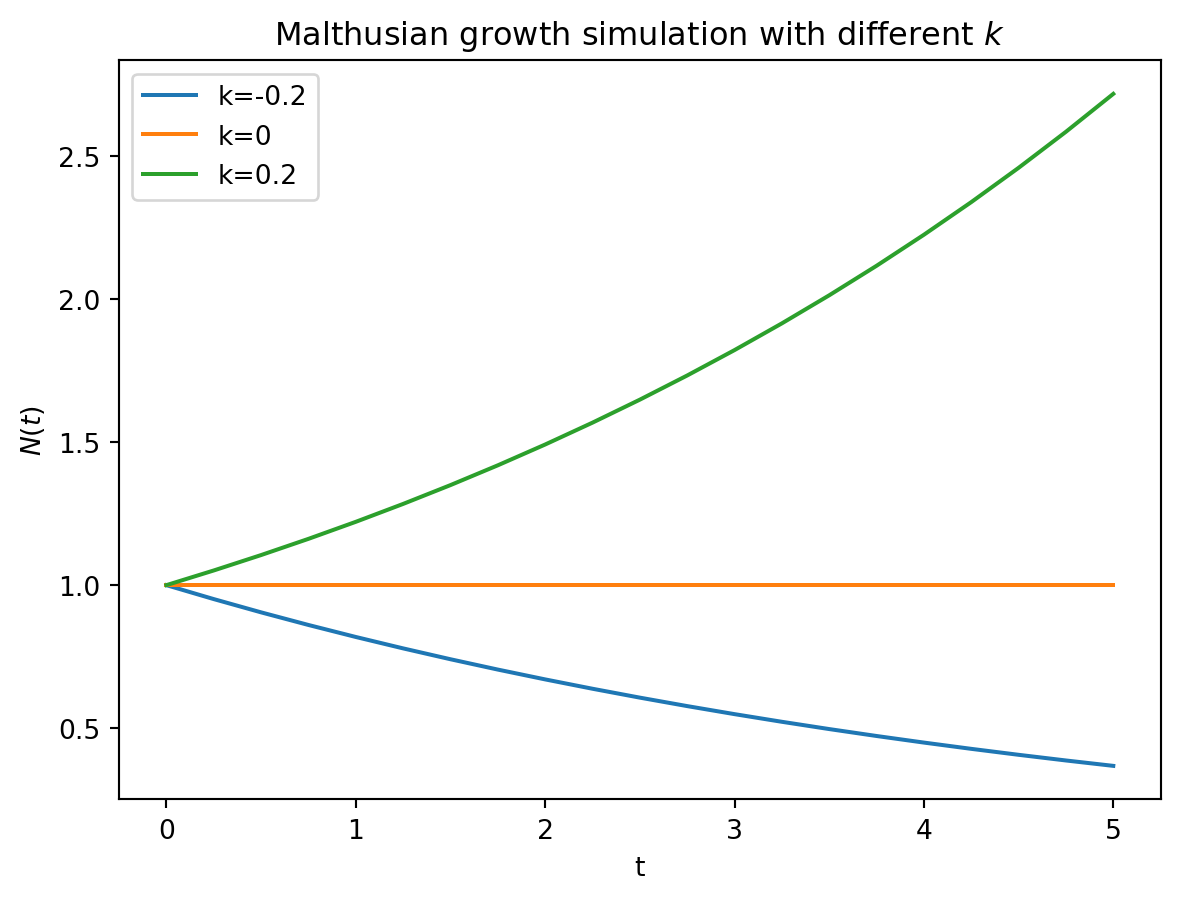 Malthusian growth simulation with different k
k=-0.2
k=0
k=0.2
2.5
2.0
1.5
1.0
0.5
N(t)
0 1 2 3 4 5
t